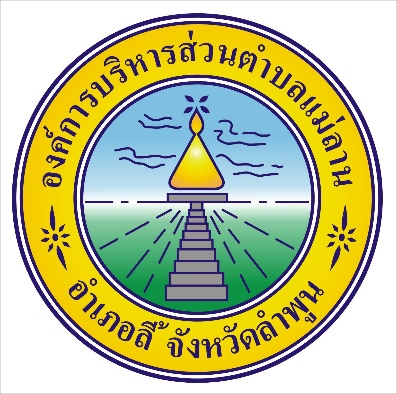 องค์การบริหารส่วนตำบลแม่ลาน
อำเภอลี้ จังหวัดลำพูน